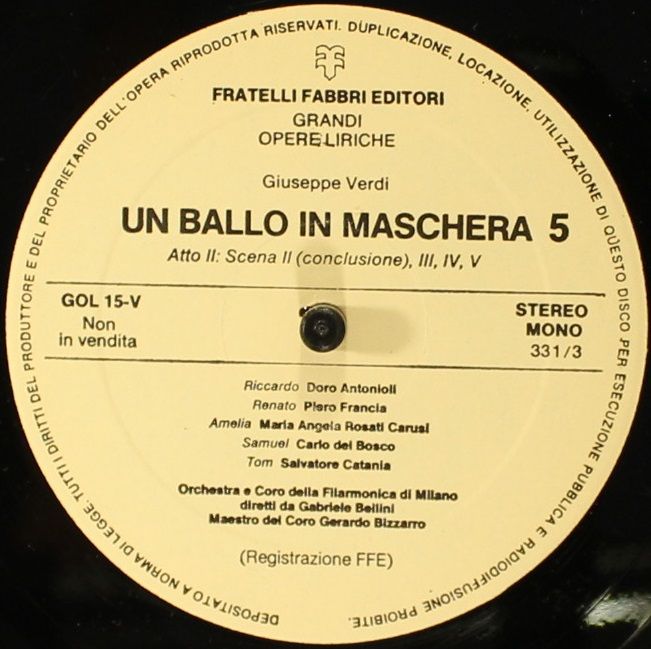 DEPOSITATO A NORMA DI LEGGE. TUTTI I DIRITTI DEL PRODUTTORE E DEL PROPRIETARIO DELL'OPERA RIPRODOTTA RISERVATI. DUPLICAZIONE, LOCAZIONE, UTILIZZAZIONE DI QUESTO DISCO PER ESECUZIONE PUBBLICA E RADIODIFFUSIONE PROIBITE.
FRATELLI FABBRI EDITORI
GRANDI
OPERE LIRICHE
Giuseppe Verdi
UN BALLO IN MASCHERA 5
Atto II: Scena II (conclusione), III, IV, V
GOL 15-V
Non
in vendita
STEREO
MONO
33 1/3
Riccardo Doro Antonioli
Renato Piero Francia
Amelia Maria Angela Rosati Carusi
Samuel Carlo del Bosco
Tom Salvatore Catania
Orchestra e Coro della Filarmonica di Milano
diretti da Gabriele Bellini
Maestro del Coro Gerardo Bizzarro
(Registrazione FFE)